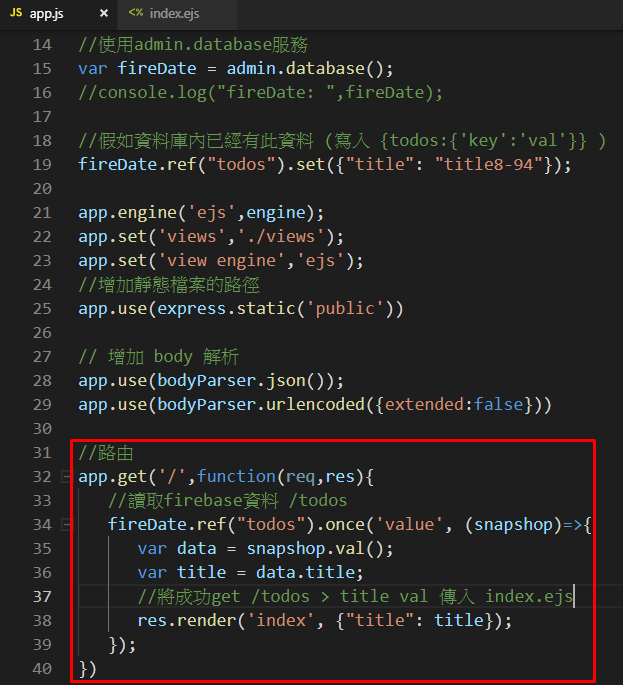 JS app.js × <% index.ejs
14 //使用admin.database服務
15 var fireDate = admin.database();
16 //console.log("fireDate: ",fireDate);
17
18 //假如資料庫內已經有此資料 (寫入 {todos:{'key':'val'}} )
19 fireDate.ref("todos").set({"title": "title8-94"});
20
21 app.engine('ejs',engine);
22 app.set('views','./views');
23 app.set('view engine','ejs');
24 //增加靜態檔案的路徑
25 app.use(express.static('public'))
26
27 // 增加 body 解析
28 app.use(bodyParser.json());
29 app.use(bodyParser.urlencoded({extended:false}))
30
31 //路由
32 app.get('/',function(req,res){
33 //讀取firebase資料 /todos
34 fireDate.ref("todos").once('value', (snapshop)=>{
35 var data = snapshop.val();
36 var title = data.title;
37 //將成功get /todos > title val 傳入 index.ejs
38 res.render('index', {"title": title});
39 });
40 })